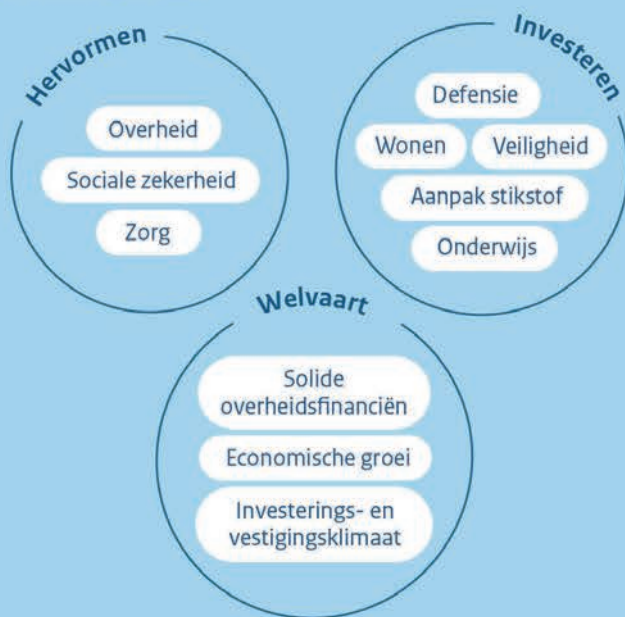 Hervormen
Overheid
Sociale zekerheid
Zorg
Investeren
Defensie
Wonen
Veiligheid
Aanpak stikstof
Onderwijs
Welvaart
Solide
overheidsfinanciën
Economische groei
Investerings- en
vestigingsklimaat